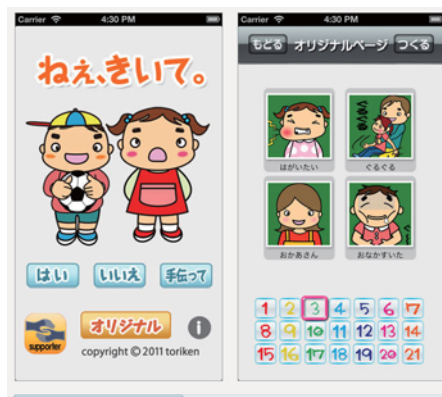 Carrier 4:30 PM
ねぇ、きいて。
はい いいえ 手伝って
supporter
オリジナル i
copyright © 2011 toriken
Carrier 4:30 PM
もどる オリジナルページ つくる
はがいたい ぐるぐる
ぐるぐる
おかあさん おなかすいた
1 2 3 4 5 6 7
8 9 10 11 12 13 14
15 16 17 18 19 20 21